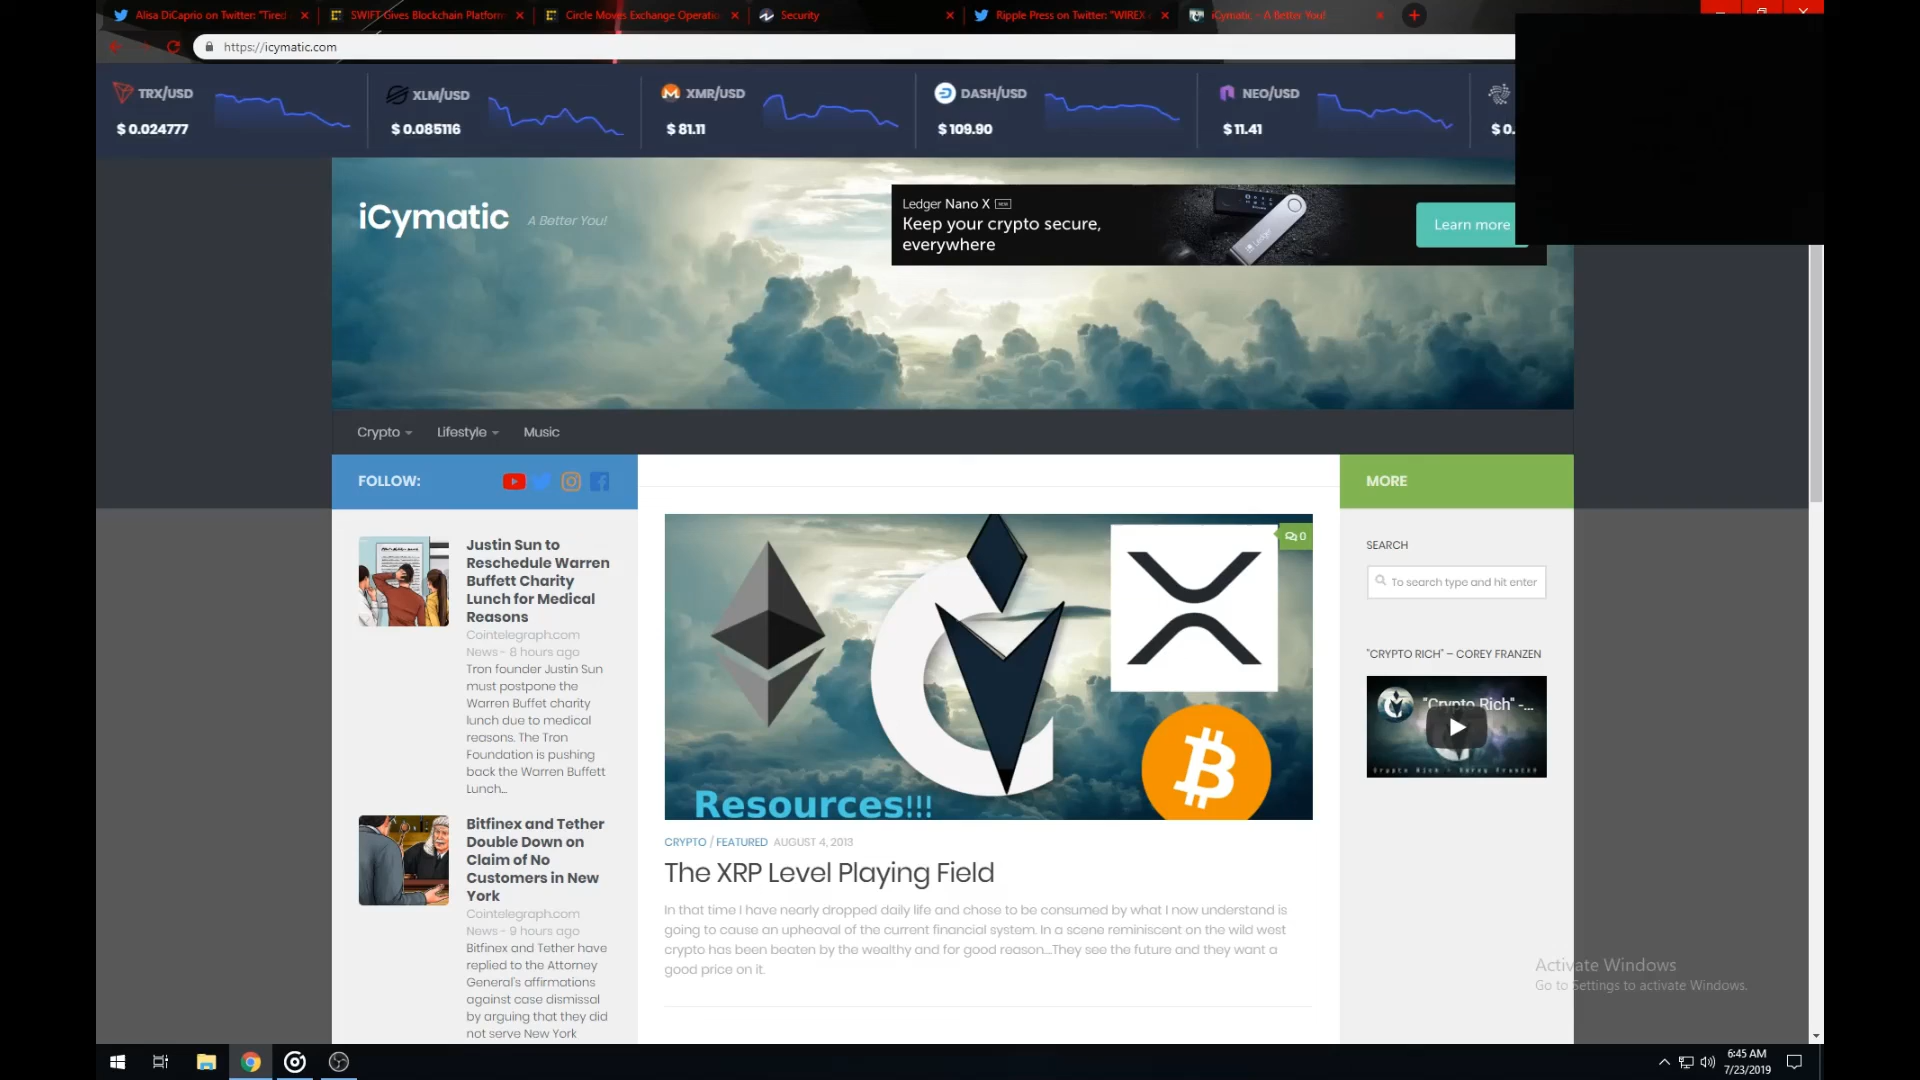 Alisa DiCaprio on Twitter: "Tired
SWIFT Gives Blockchain Platform
Circle Moves Exchange Operatio
Security
Ripple Press on Twitter: "WIREX
iCymatic - A Better You!
https://icymatic.com
TRX/USD
$ 0.024777
XLM/USD
$ 0.085116
XMR/USD
$ 81.11
DASH/USD
$ 109.90
NEO/USD
$ 11.41
$ 0.
iCymatic
A Better You!
Ledger Nano X NEW
Keep your crypto secure,
everywhere
Learn more
Crypto
Lifestyle
Music
FOLLOW:
Justin Sun to
Reschedule Warren
Buffett Charity
Lunch for Medical
Reasons
Cointelegraph.com
News - 8 hours ago
Tron founder Justin Sun
must postpone the
Warren Buffet charity
lunch due to medical
reasons. The Tron
Foundation is pushing
back the Warren Buffett
Lunch...
Bitfinex and Tether
Double Down on
Claim of No
Customers in New
York
Cointelegraph.com
News - 9 hours ago
Bitfinex and Tether have
replied to the Attorney
General's affirmations
against case dismissal
by arguing that they did
not serve New York
0
Resources!!!
CRYPTO / FEATURED AUGUST 4, 2013
The XRP Level Playing Field
In that time I have nearly dropped daily life and chose to be consumed by what I now understand is
going to cause an upheaval of the current financial system. In a scene reminiscent on the wild west
crypto has been beaten by the wealthy and for good reason...They see the future and they want a
good price on it.
MORE
SEARCH
To search type and hit enter
"CRYPTO RICH" – COREY FRANZEN
"Crypto Rich" -...
Activate Windows
Go to Settings to activate Windows.
6:45 AM
7/23/2019